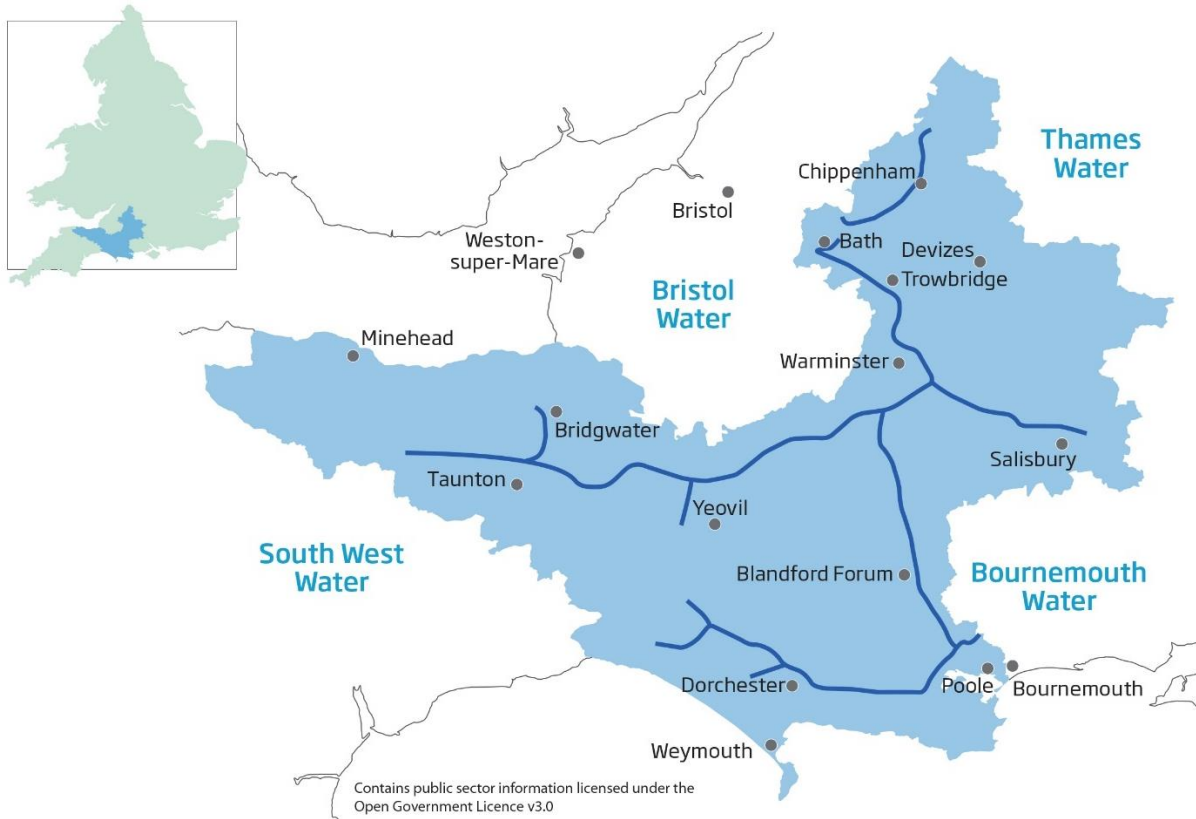 Thames
Water
Chippenham
Bristol
Weston-
super-Mare
Bath
Devizes
Trowbridge
Bristol
Water
Minehead
Warminster
Bridgwater
Salisbury
Taunton
Yeovil
South West
Water
Blandford Forum
Bournemouth
Water
Dorchester
Poole
Bournemouth
Weymouth
Contains public sector information licensed under the
Open Government Licence v3.0